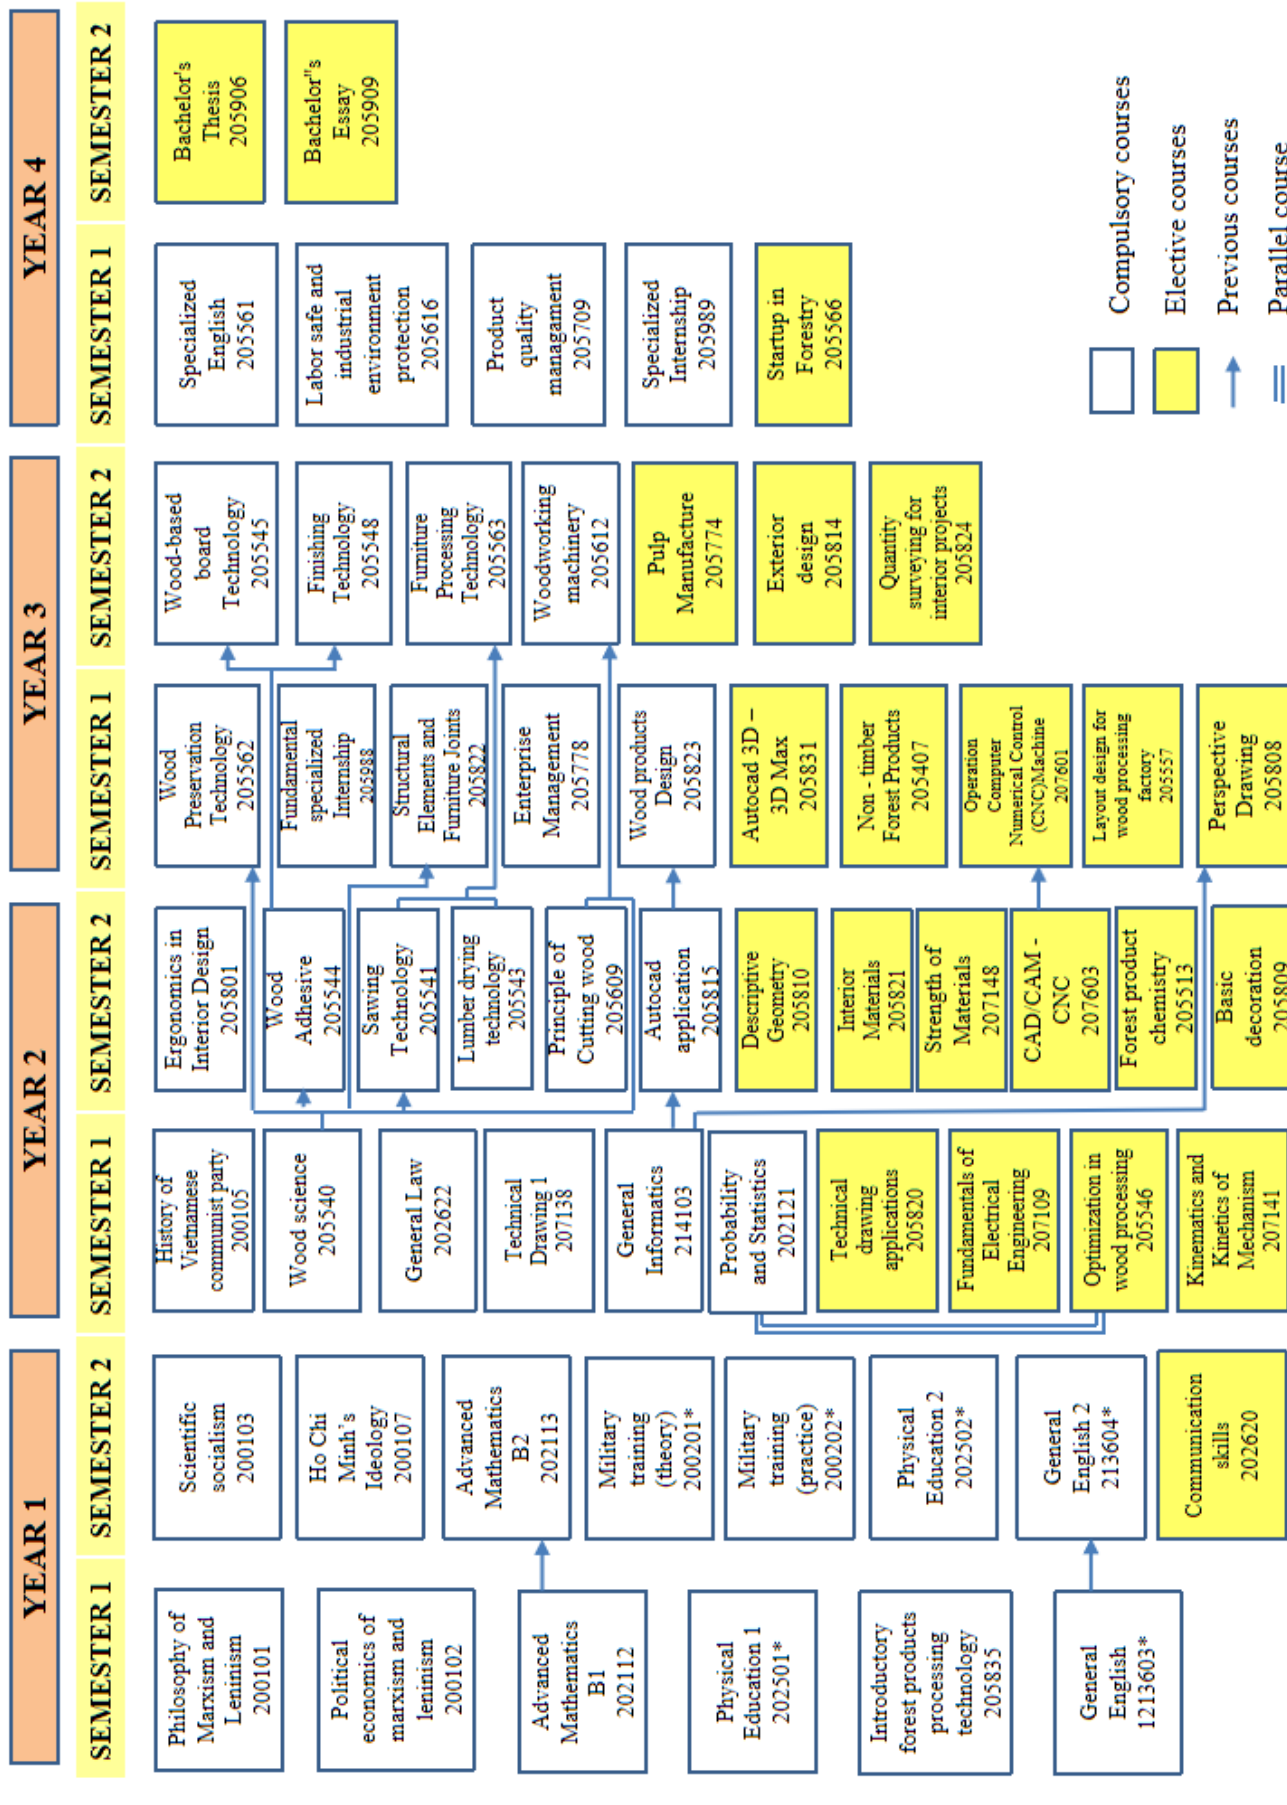 YEAR 1
YEAR 2
YEAR 3
YEAR 4
SEMESTER 1
SEMESTER 2
SEMESTER 1
SEMESTER 2
SEMESTER 1
SEMESTER 2
SEMESTER 1
SEMESTER 2
Philosophy of
Marxism and
Leninism
200101
Political
economics of
marxism and
leninism
200102
Advanced
Mathematics
B1
202112
Physical
Education 1
202501*
Introductory
forest products
processing
technology
205835
General
English
1213603*
Scientific
socialism
200103
Ho Chi
Minh's
Ideology
200107
Advanced
Mathematics
B2
202113
Military
training
(theory)
200201*
Military
training
(practice)
200202*
Physical
Education 2
202502*
General
English 2
213604*
Communication
skills
202620
History of
Vietnamese
communist party
200105
Wood science
205540
General Law
202622
Technical
Drawing 1
207138
General
Informatics
214103
Probability
and Statistics
202121
Technical
drawing
applications
205820
Fundamentals of
Electrical
Engineering
207109
Optimization in
wood processing
205546
Kinematics and
Kinetics of
Mechanism
207141
Ergonomics in
Interior Design
205801
Wood
Adhesive
205544
Sawing
Technology
205541
Lumber drying
technology
205543
Principle of
Cutting wood
205609
Autocad
application
205815
Descriptive
Geometry
205810
Interior
Materials
205821
Strength of
Materials
207148
CAD/CAM -
CNC
207603
Forest product
chemistry
205513
Basic
decoration
205809
Wood
Preservation
Technology
205562
Fundamental
specialized
Internship
205988
Structural
Elements and
Furniture Joints
205822
Enterprise
Management
205778
Wood products
Design
205823
Autocad 3D –
3D Max
205831
Non - timber
Forest Products
205407
Operation
Computer
Numerical Control
(CNC)Machine
207601
Layout design for
wood processing
factory
205557
Perspective
Drawing
205808
Wood-based
board
Technology
205545
Finishing
Technology
205548
Furniture
Processing
Technology
205563
Woodworking
machinery
205612
Pulp
Manufacture
205774
Exterior
design
205814
Quantity
surveying for
interior projects
205824
Specialized
English
205561
Labor safe and
industrial
environment
protection
205616
Product
quality
managament
205709
Specialized
Internship
205989
Startup in
Forestry
205566
Bachelor's
Thesis
205906
Bachelor"s
Essay
205909
Compulsory courses
Elective courses
Previous courses
Parallel course